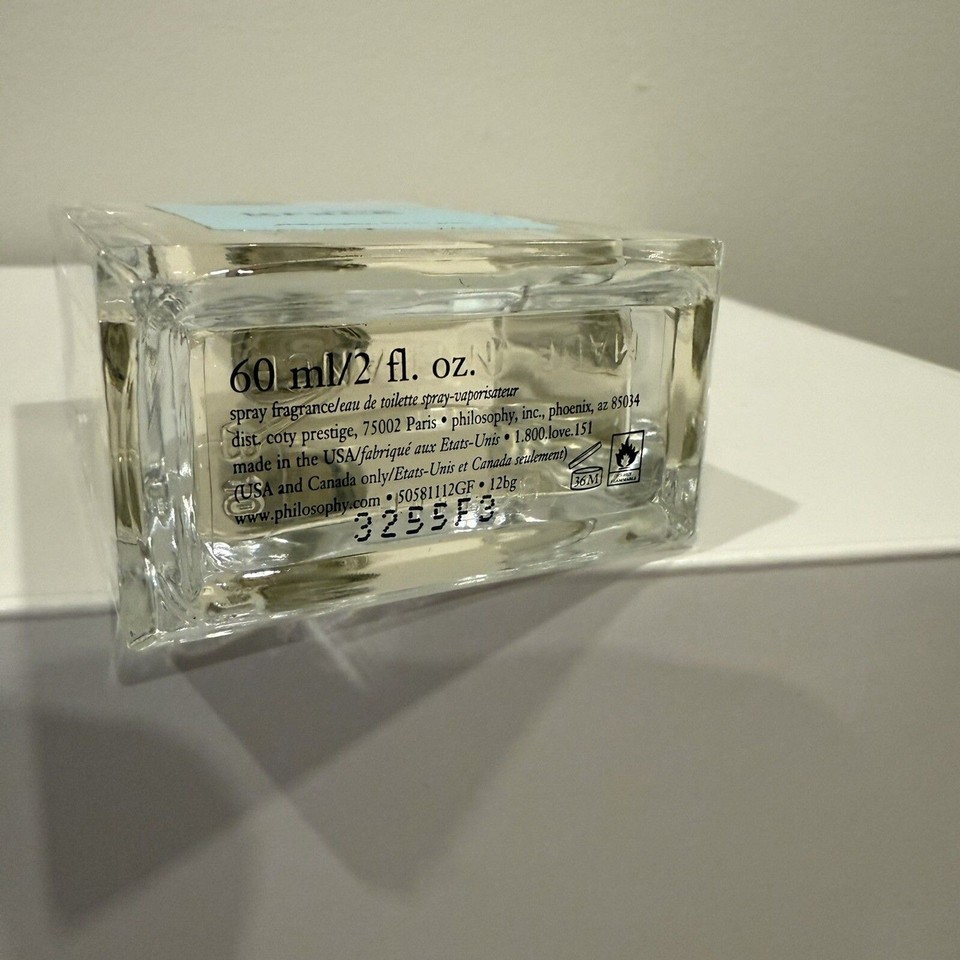 60 ml/2 fl. oz.
spray fragrance/eau de toilette spray-vaporisateur
dist. coty prestige, 75002 Paris • philosophy, inc., phoenix, az 85034
made in the USA/fabriqué aux Etats-Unis • 1.800.love.151
(USA and Canada only/Etats-Unis et Canada seulement)
www.philosophy.com • 50581112GF • 12bg
36M
3255F3